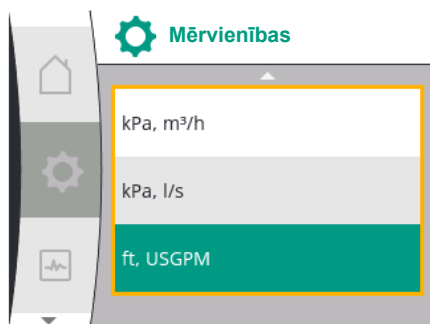 Mērvienības
kPa, m³/h
kPa, l/s
ft, USGPM